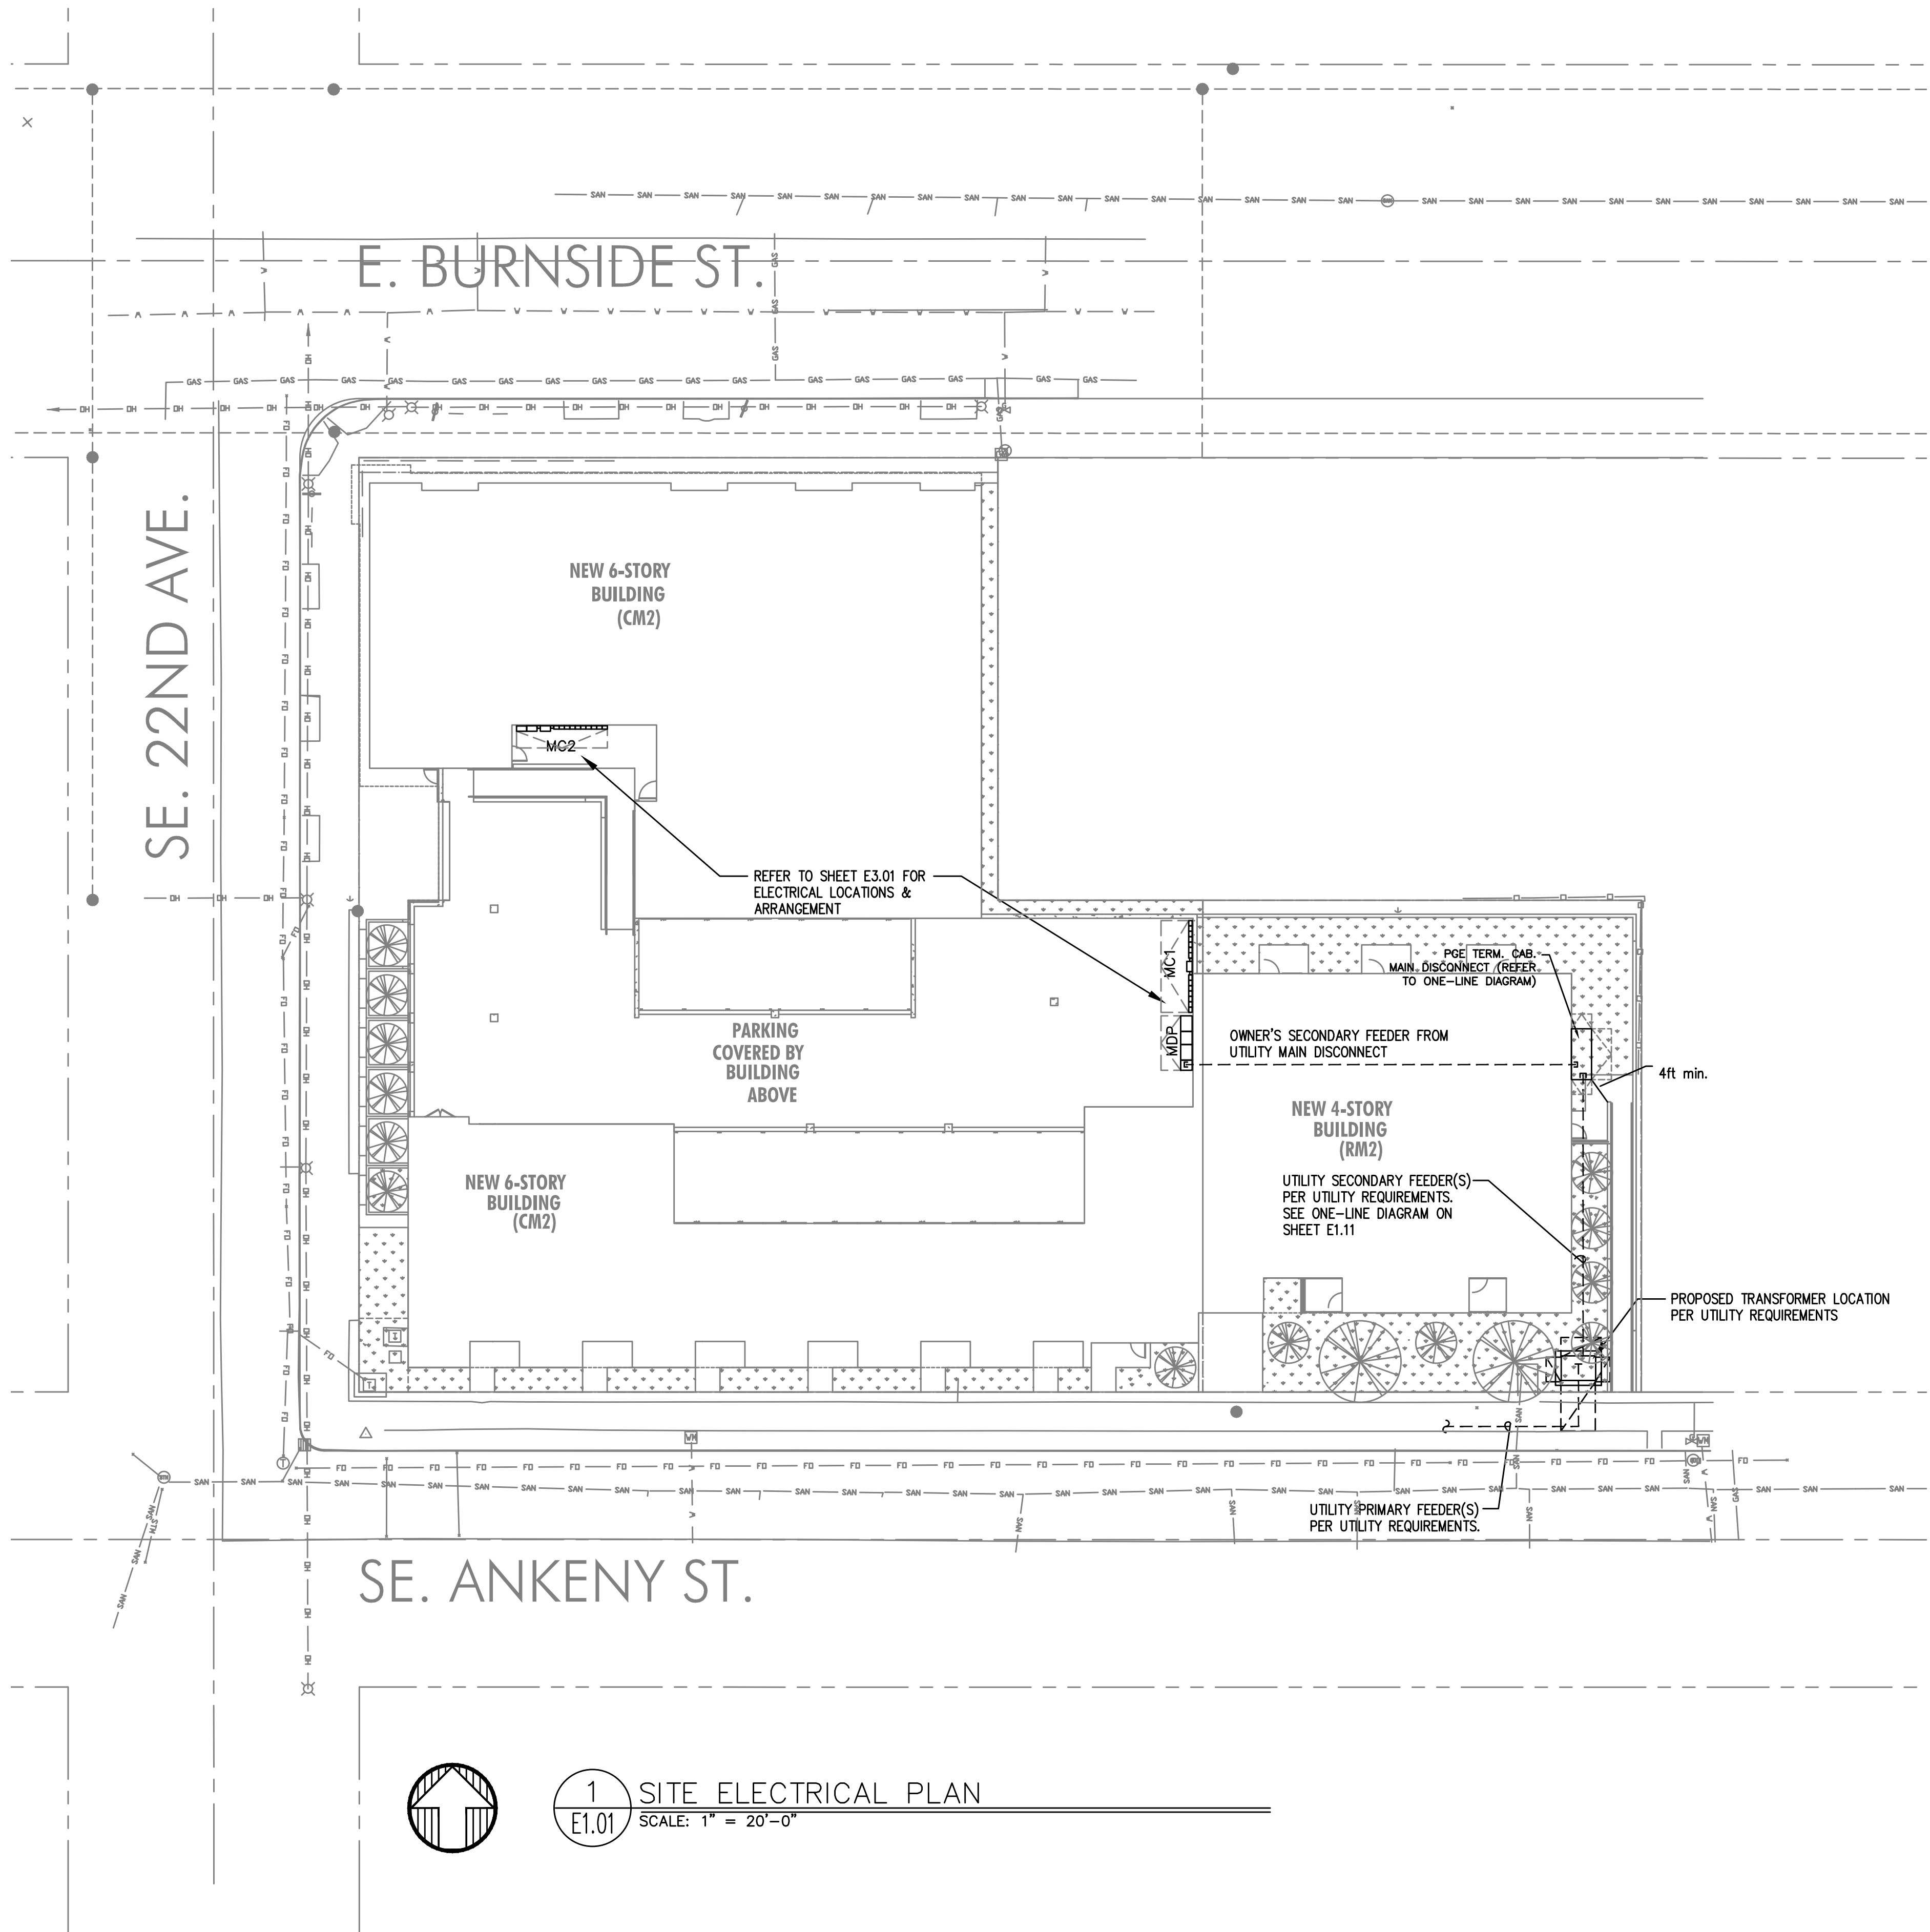 E. BURNSIDE ST.
SE. 22ND AVE.
NEW 6-STORY
BUILDING
(CM2)
MC2
REFER TO SHEET E3.01 FOR
ELECTRICAL LOCATIONS &
ARRANGEMENT
MC1
MDP
PGE TERM. CAB.
MAIN DISCONNECT (REFER
TO ONE-LINE DIAGRAM)
PARKING
COVERED BY
BUILDING
ABOVE
OWNER'S SECONDARY FEEDER FROM
UTILITY MAIN DISCONNECT
4ft min.
NEW 4-STORY
BUILDING
(RM2)
NEW 6-STORY
BUILDING
(CM2)
UTILITY SECONDARY FEEDER(S)
PER UTILITY REQUIREMENTS.
SEE ONE-LINE DIAGRAM ON
SHEET E1.11
PROPOSED TRANSFORMER LOCATION
PER UTILITY REQUIREMENTS
T
UTILITY PRIMARY FEEDER(S)
PER UTILITY REQUIREMENTS.
SE. ANKENY ST.
1
E1.01
SITE ELECTRICAL PLAN
SCALE: 1" = 20'-0"